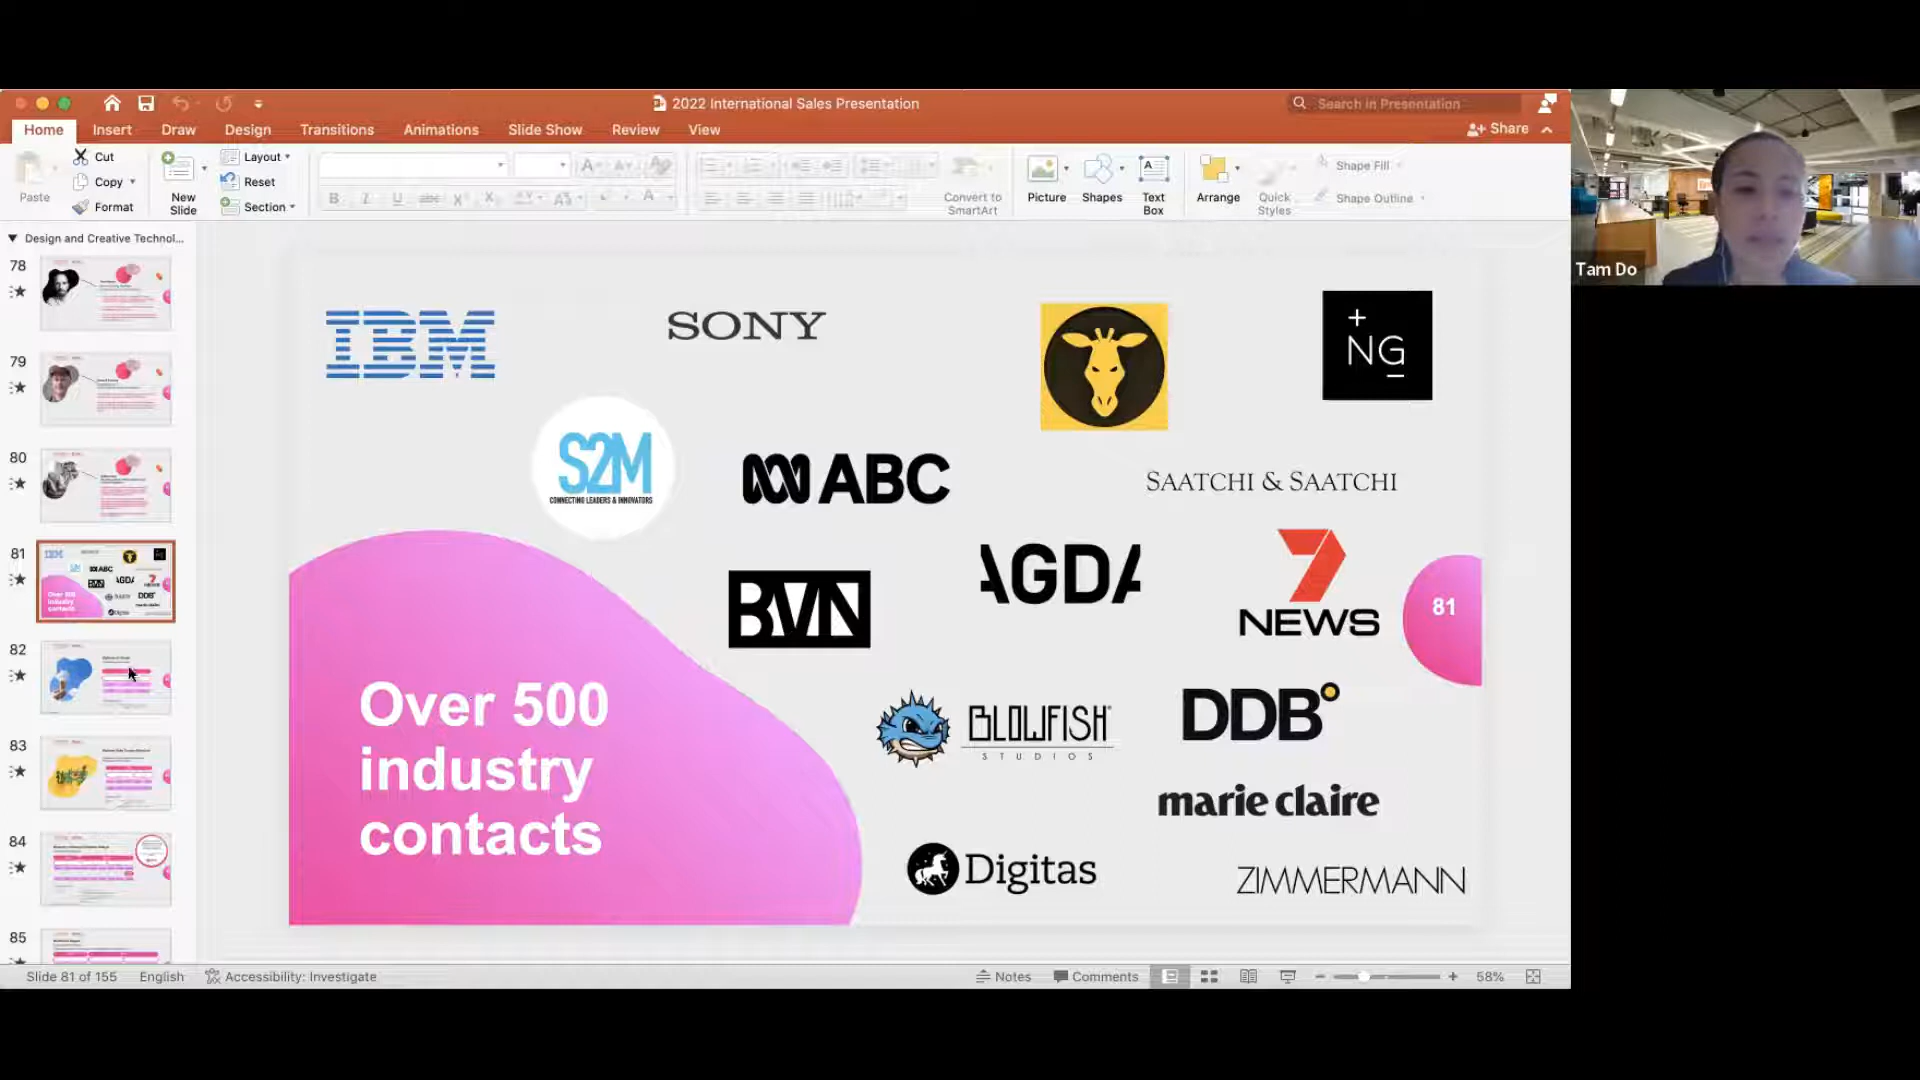 2022 International Sales Presentation
Search in Presentation
Home Insert Draw Design Transitions Animations Slide Show Review View
Share
Paste
Cut
Copy
Format
New Slide
Layout
Reset
Section
B I U abc X X
Convert to SmartArt
Picture
Shapes
Text Box
Arrange
Quick Styles
Shape Fill
Shape Outline
Design and Creative Technol...
78
79
80
81
82
83
84
85
IBM
SONY
+
NG
–
S2M
CONNECTING LEADERS & INNOVATORS
ABC
SAATCHI & SAATCHI
BVN
AGDA
7
NEWS
81
Over 500
industry
contacts
BLOWFISH
STUDIOS
DDB
marie claire
Digitas
ZIMMERMANN
Slide 81 of 155 English Accessibility: Investigate
Notes Comments 58%
Tam Do